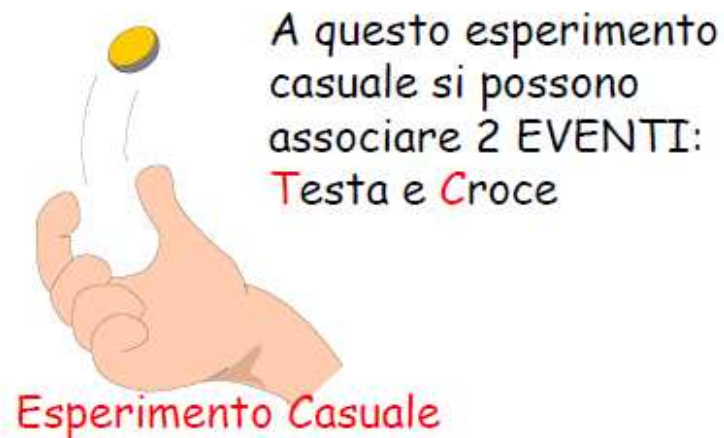 A questo esperimento
casuale si possono
associare 2 EVENTI:
Testa e Croce
Esperimento Casuale